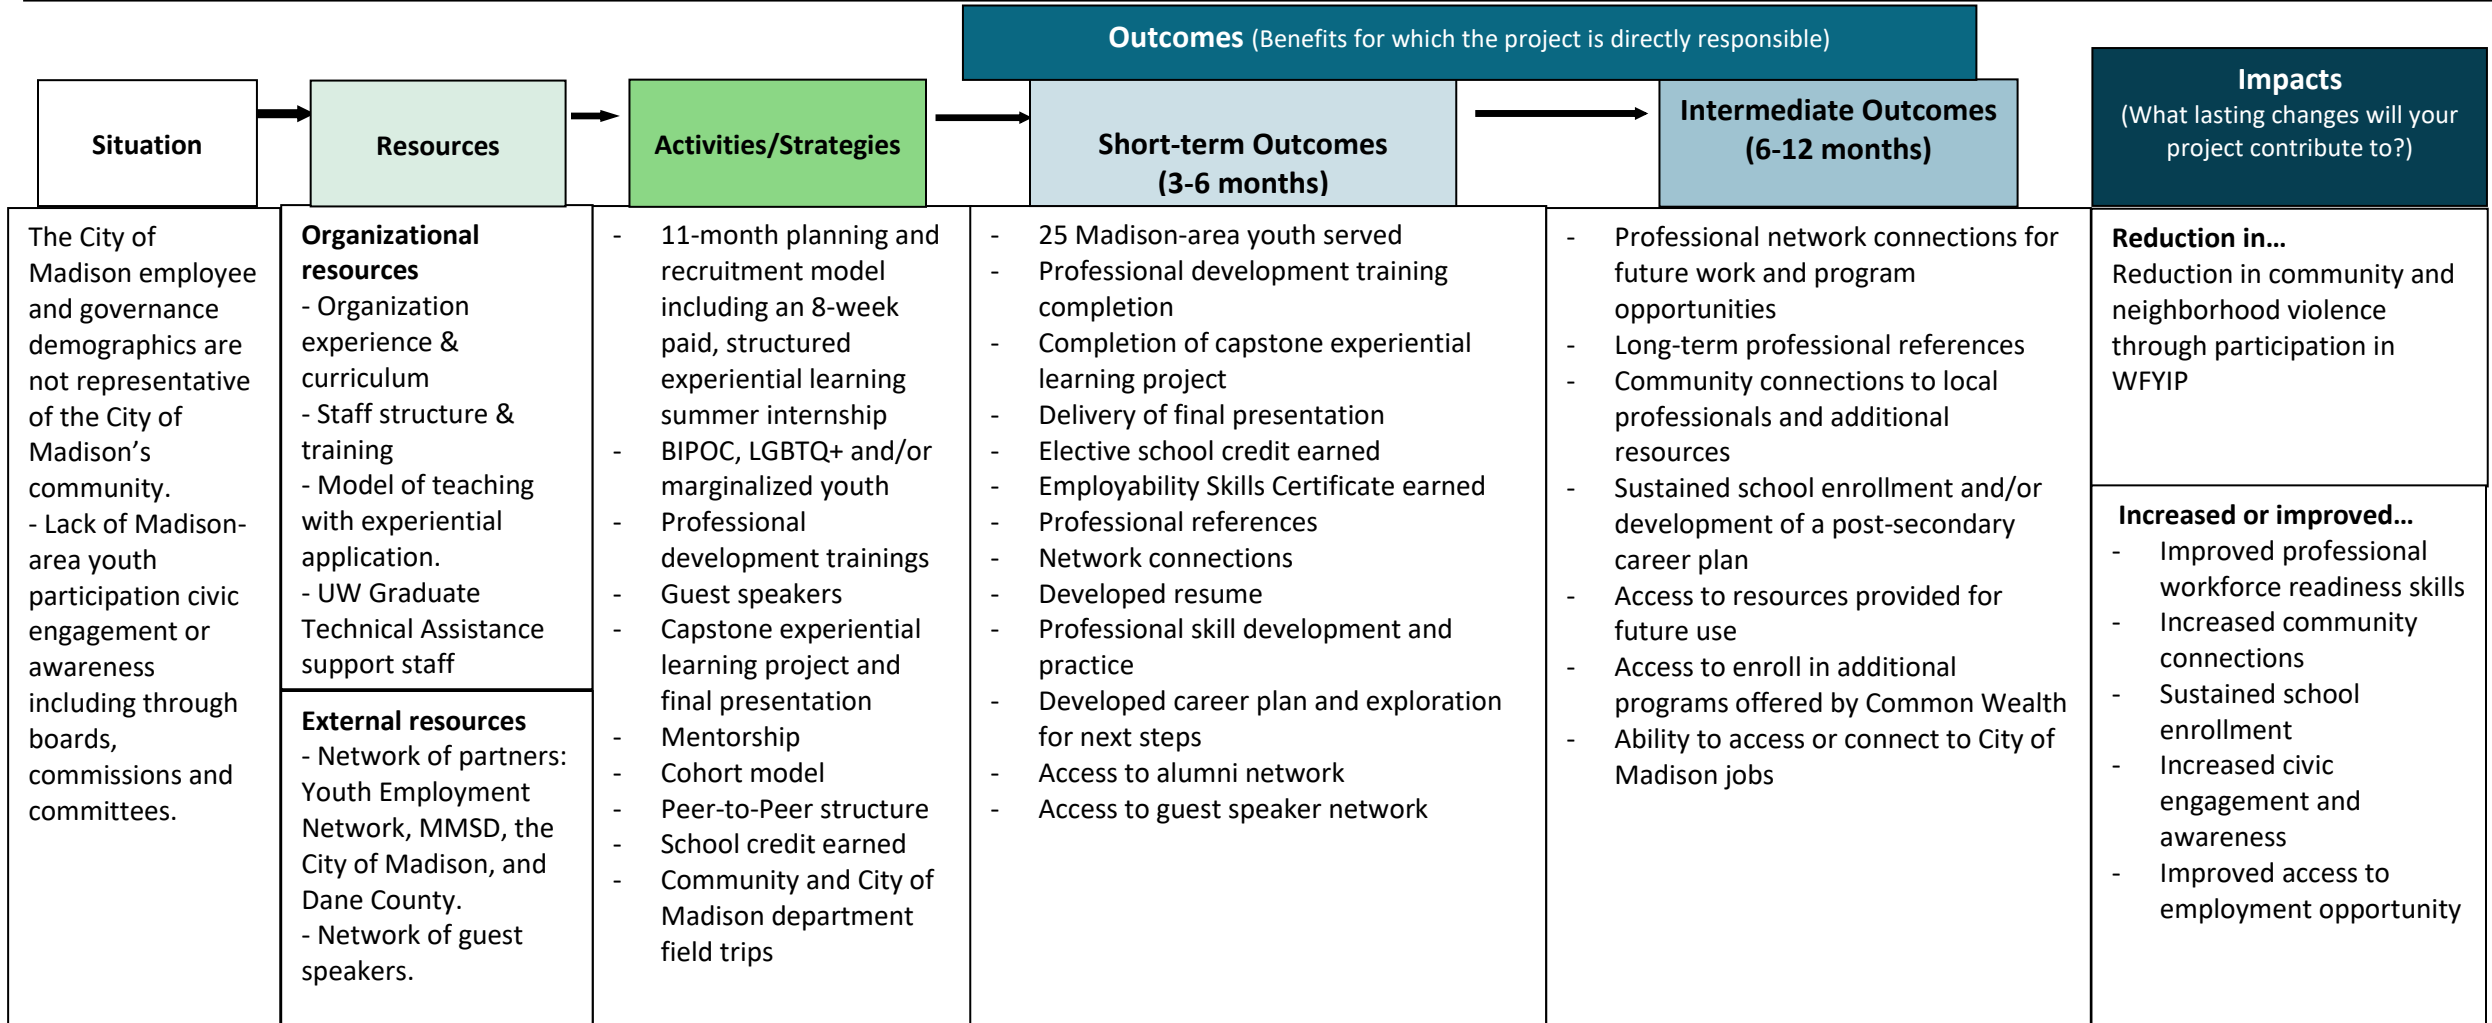 Outcomes (Benefits for which the project is directly responsible)
Situation
Resources
Activities/Strategies
Short-term Outcomes
(3-6 months)
Intermediate Outcomes
(6-12 months)
Impacts
(What lasting changes will your
project contribute to?)
The City of
Madison employee
and governance
demographics are
not representative
of the City of
Madison’s
community.
- Lack of Madison-
area youth
participation civic
engagement or
awareness
including through
boards,
commissions and
committees.
Organizational
resources
- Organization
experience &
curriculum
- Staff structure &
training
- Model of teaching
with experiential
application.
- UW Graduate
Technical Assistance
support staff
External resources
- Network of partners:
Youth Employment
Network, MMSD, the
City of Madison, and
Dane County.
- Network of guest
speakers.
- 11-month planning and
recruitment model
including an 8-week
paid, structured
experiential learning
summer internship
- BIPOC, LGBTQ+ and/or
marginalized youth
- Professional
development trainings
- Guest speakers
- Capstone experiential
learning project and
final presentation
- Mentorship
- Cohort model
- Peer-to-Peer structure
- School credit earned
- Community and City of
Madison department
field trips
- 25 Madison-area youth served
- Professional development training
completion
- Completion of capstone experiential
learning project
- Delivery of final presentation
- Elective school credit earned
- Employability Skills Certificate earned
- Professional references
- Network connections
- Developed resume
- Professional skill development and
practice
- Developed career plan and exploration
for next steps
- Access to alumni network
- Access to guest speaker network
- Professional network connections for
future work and program
opportunities
- Long-term professional references
- Community connections to local
professionals and additional
resources
- Sustained school enrollment and/or
development of a post-secondary
career plan
- Access to resources provided for
future use
- Access to enroll in additional
programs offered by Common Wealth
- Ability to access or connect to City of
Madison jobs
Reduction in…
Reduction in community and
neighborhood violence
through participation in
WFYIP
Increased or improved…
- Improved professional
workforce readiness skills
- Increased community
connections
- Sustained school
enrollment
- Increased civic
engagement and
awareness
- Improved access to
employment opportunity